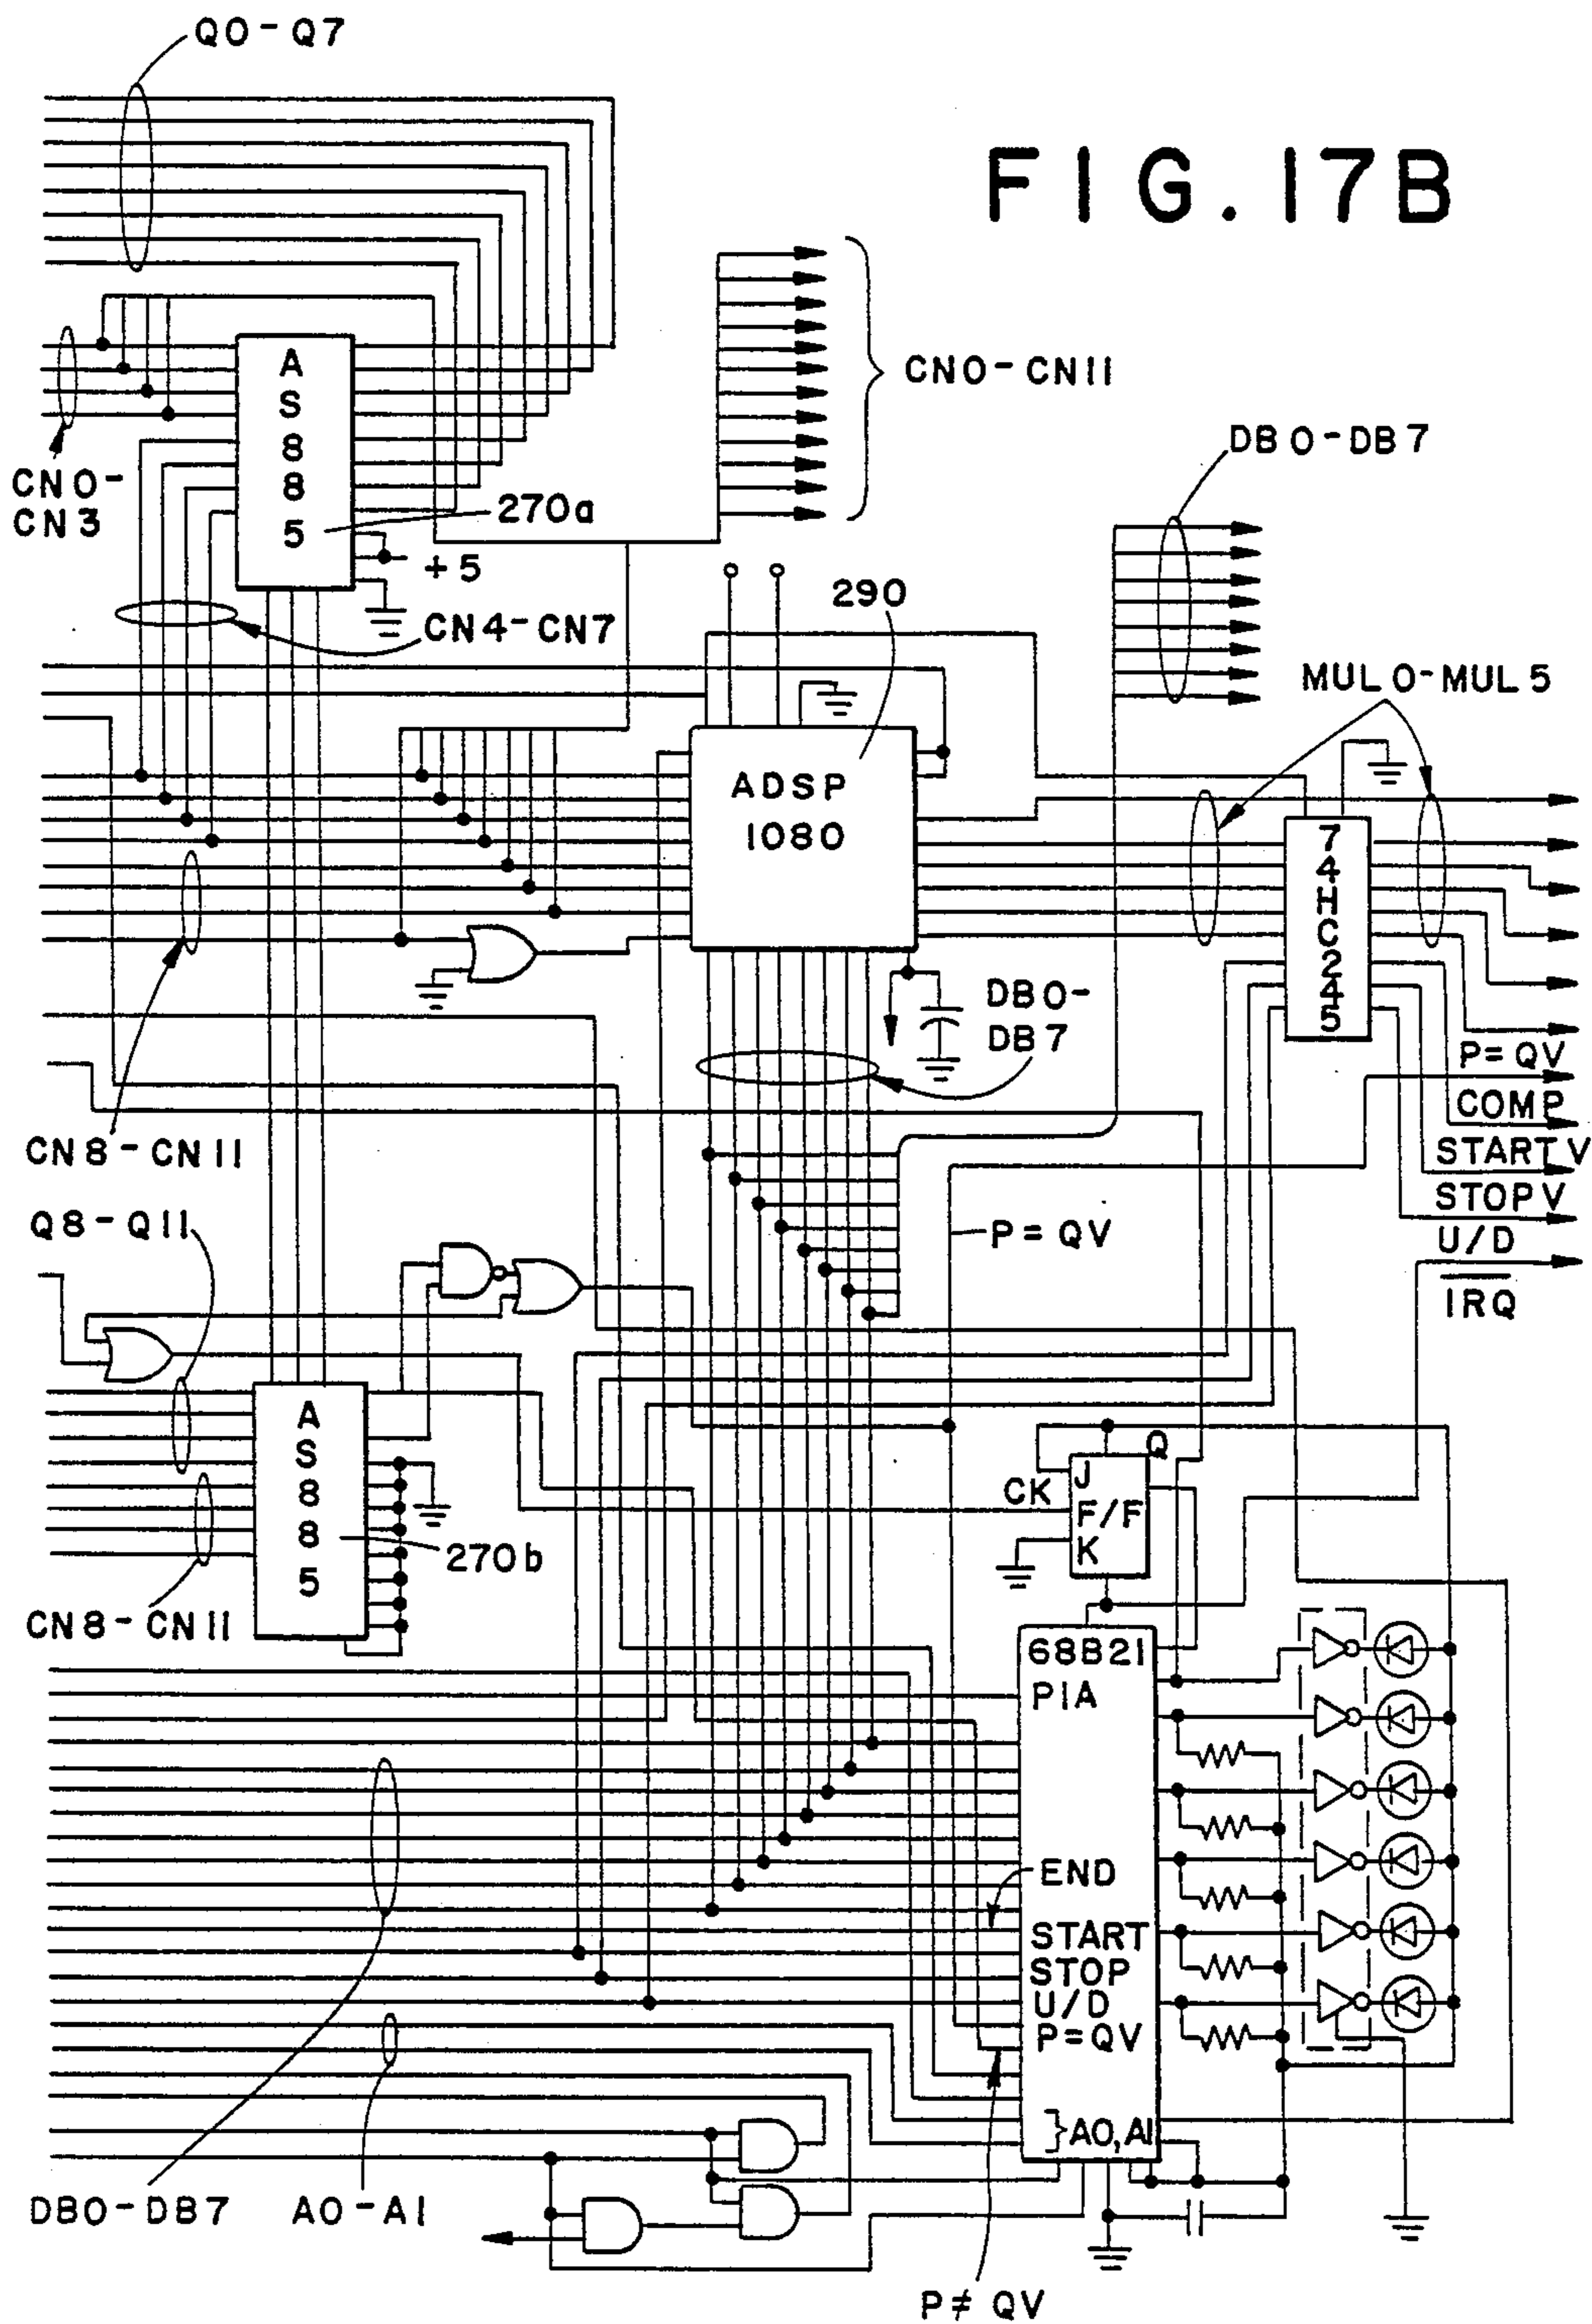 Q0-Q7
FIG. 17B
CN0-CN11
A
S
8
8
5
CN0-
CN3
270a
+5
CN4-CN7
DB0-DB7
290
MUL0-MUL5
ADSP
1080
7
4
H
C
2
4
5
DB0-
DB7
P=QV
COMP
START V
STOP V
U/D
IRQ
CN8-CN11
Q8-Q11
P=QV
A
S
8
8
5
270b
CN8-CN11
Q
J
CK
F/F
K
68B21
PIA
END
START
STOP
U/D
P=QV
}A0,A1
DB0-DB7
A0-A1
P≠QV